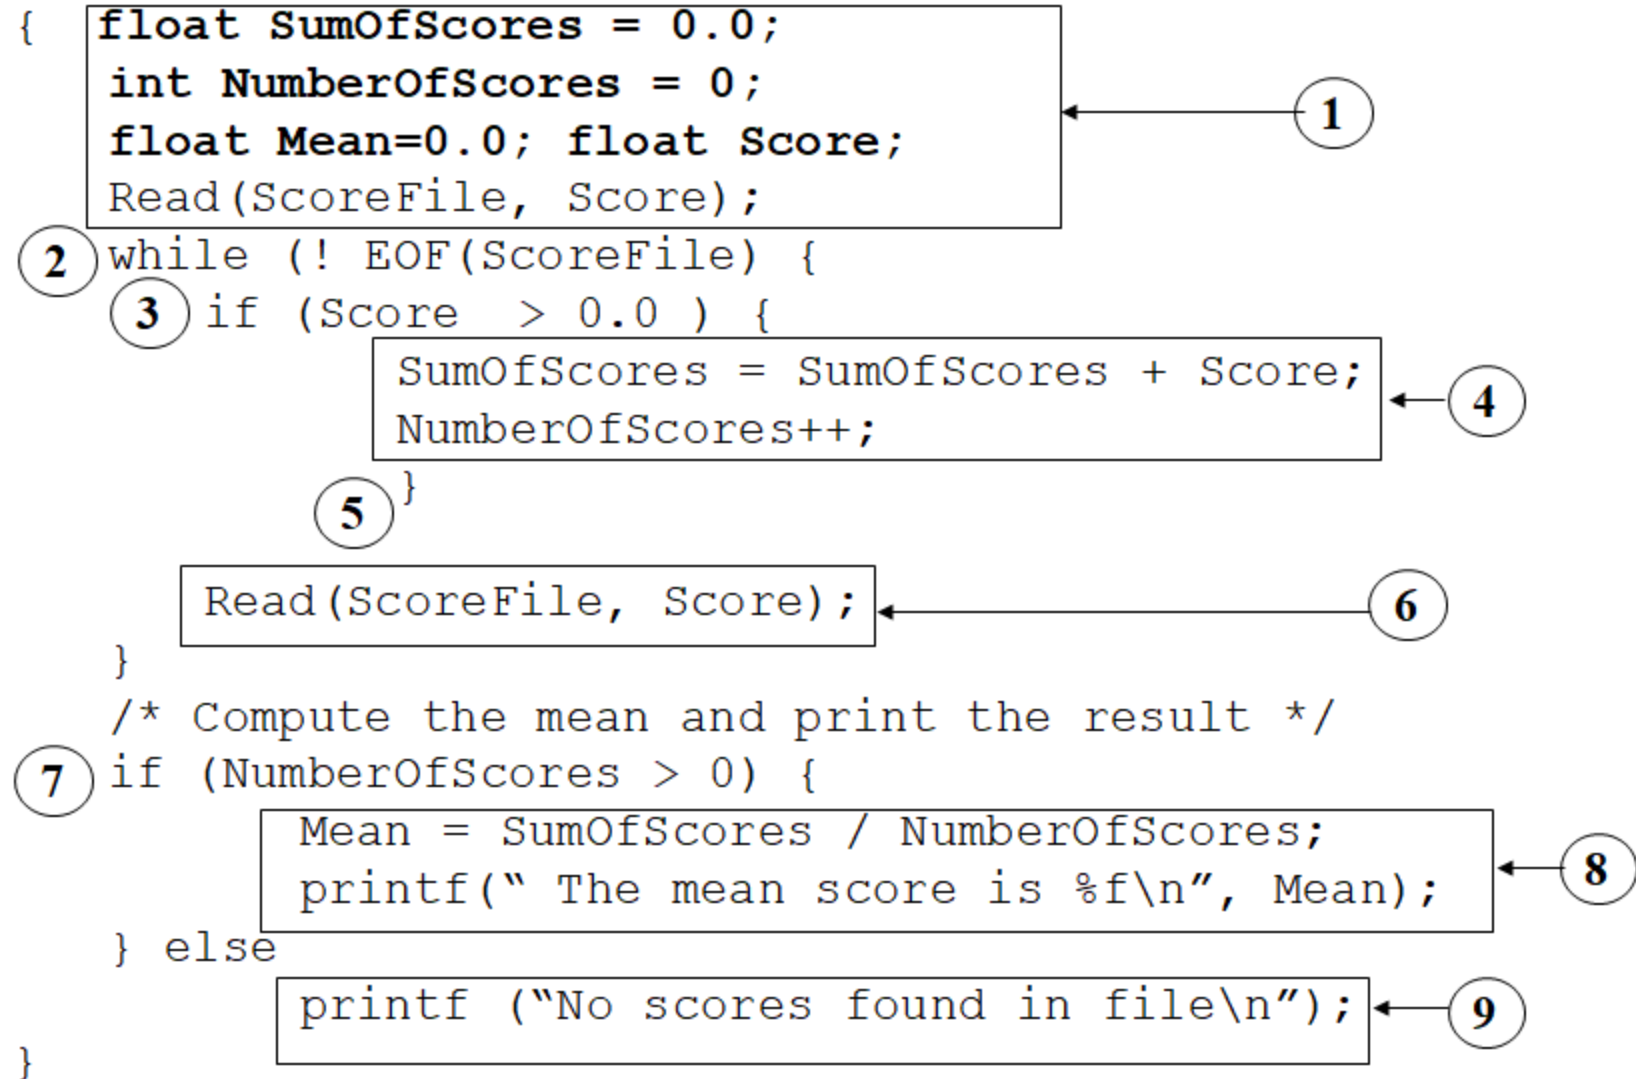 { float SumOfScores = 0.0;
int NumberOfScores = 0;
float Mean=0.0; float Score;
Read(ScoreFile, Score);
1
2 while (! EOF(ScoreFile) {
3 if (Score > 0.0 ) {
SumOfScores = SumOfScores + Score;
NumberOfScores++;
4
}
5
Read(ScoreFile, Score);
6
}
/* Compute the mean and print the result */
7 if (NumberOfScores > 0) {
Mean = SumOfScores / NumberOfScores;
printf(“ The mean score is %f\n”, Mean);
8
} else
printf (“No scores found in file\n”);
9
}